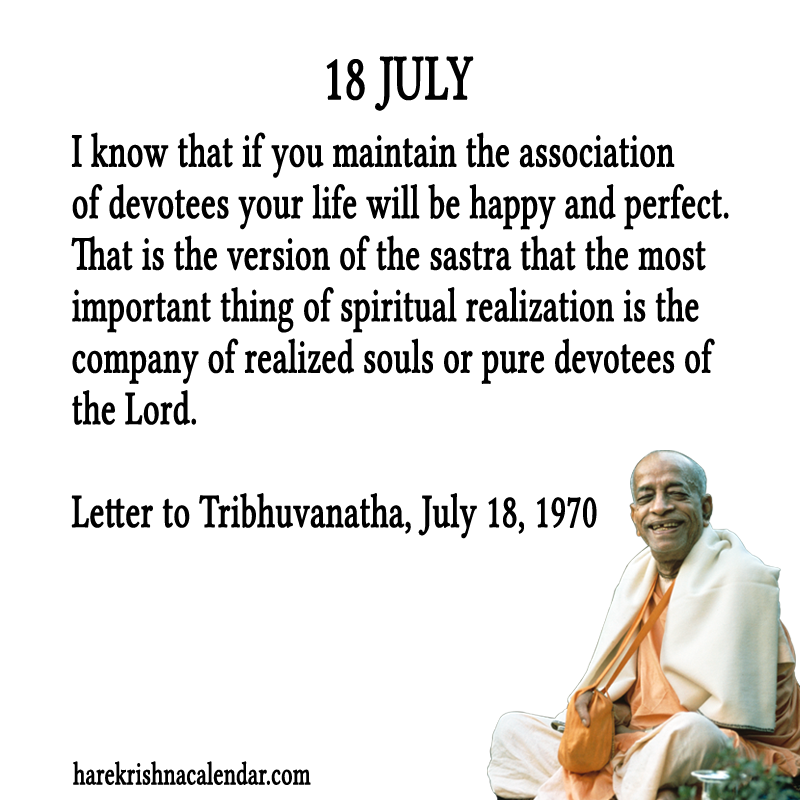 18 JULY
I know that if you maintain the association
of devotees your life will be happy and perfect.
That is the version of the sastra that the most
important thing of spiritual realization is the
company of realized souls or pure devotees of
the Lord.
Letter to Tribhuvanatha, July 18, 1970
harekrishnacalendar.com